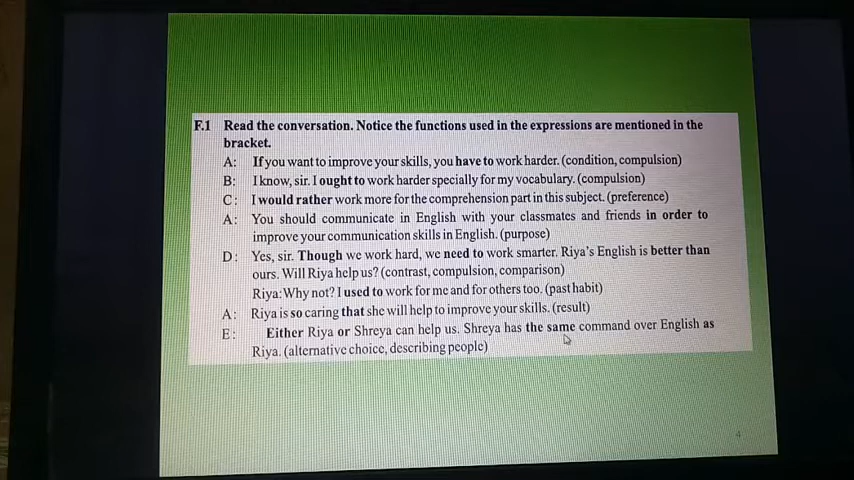 F.1 Read the conversation. Notice the functions used in the expressions are mentioned in the
bracket.
A: If you want to improve your skills, you have to work harder. (condition, compulsion)
B: I know, sir. I ought to work harder specially for my vocabulary. (compulsion)
C: I would rather work more for the comprehension part in this subject. (preference)
A: You should communicate in English with your classmates and friends in order to
improve your communication skills in English. (purpose)
D: Yes, sir. Though we work hard, we need to work smarter. Riya's English is better than
ours. Will Riya help us? (contrast, compulsion, comparison)
Riya: Why not? I used to work for me and for others too. (past habit)
A: Riya is so caring that she will help to improve your skills. (result)
E: Either Riya or Shreya can help us. Shreya has the same command over English as
Riya. (alternative choice, describing people)
4